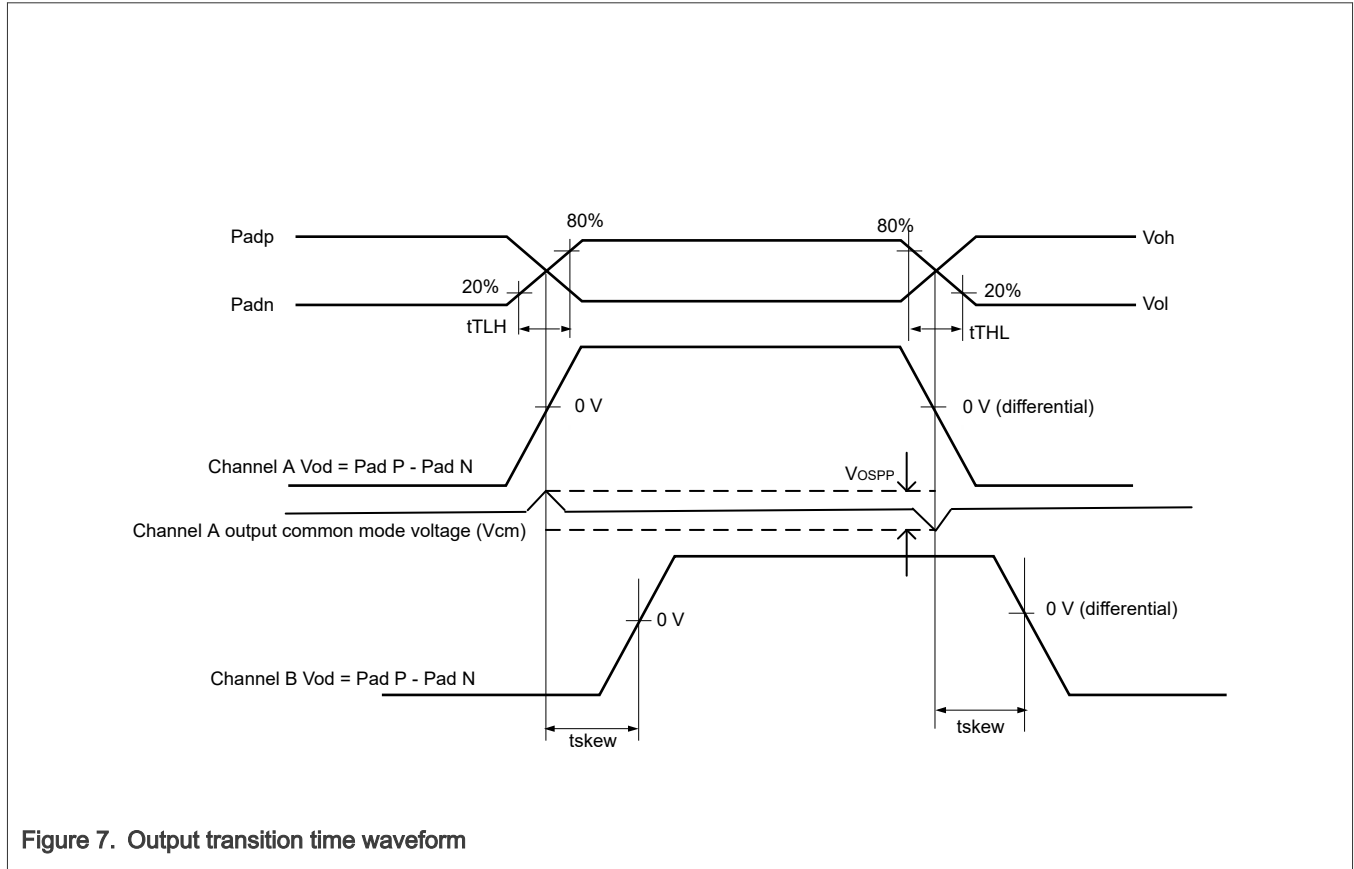 80%
80%
Padp
Voh
20%
20%
Padn
Vol
tTLH
tTHL
0 V
0 V (differential)
Channel A Vod = Pad P - Pad N
VOSPP
Channel A output common mode voltage (Vcm)
0 V
0 V (differential)
Channel B Vod = Pad P - Pad N
tskew
tskew
Figure 7. Output transition time waveform